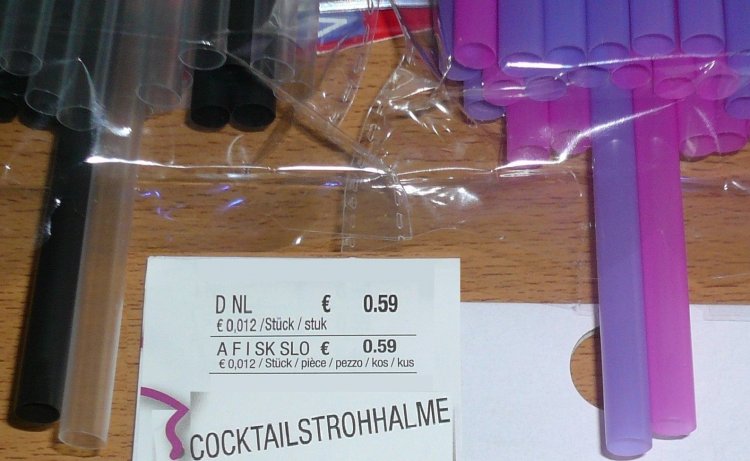 D NL € 0.59
€ 0,012 /Stück / stuk
A F I SK SLO € 0.59
€ 0,012 / Stück / pièce / pezzo / kos / kus
COCKTAILSTROHHALME